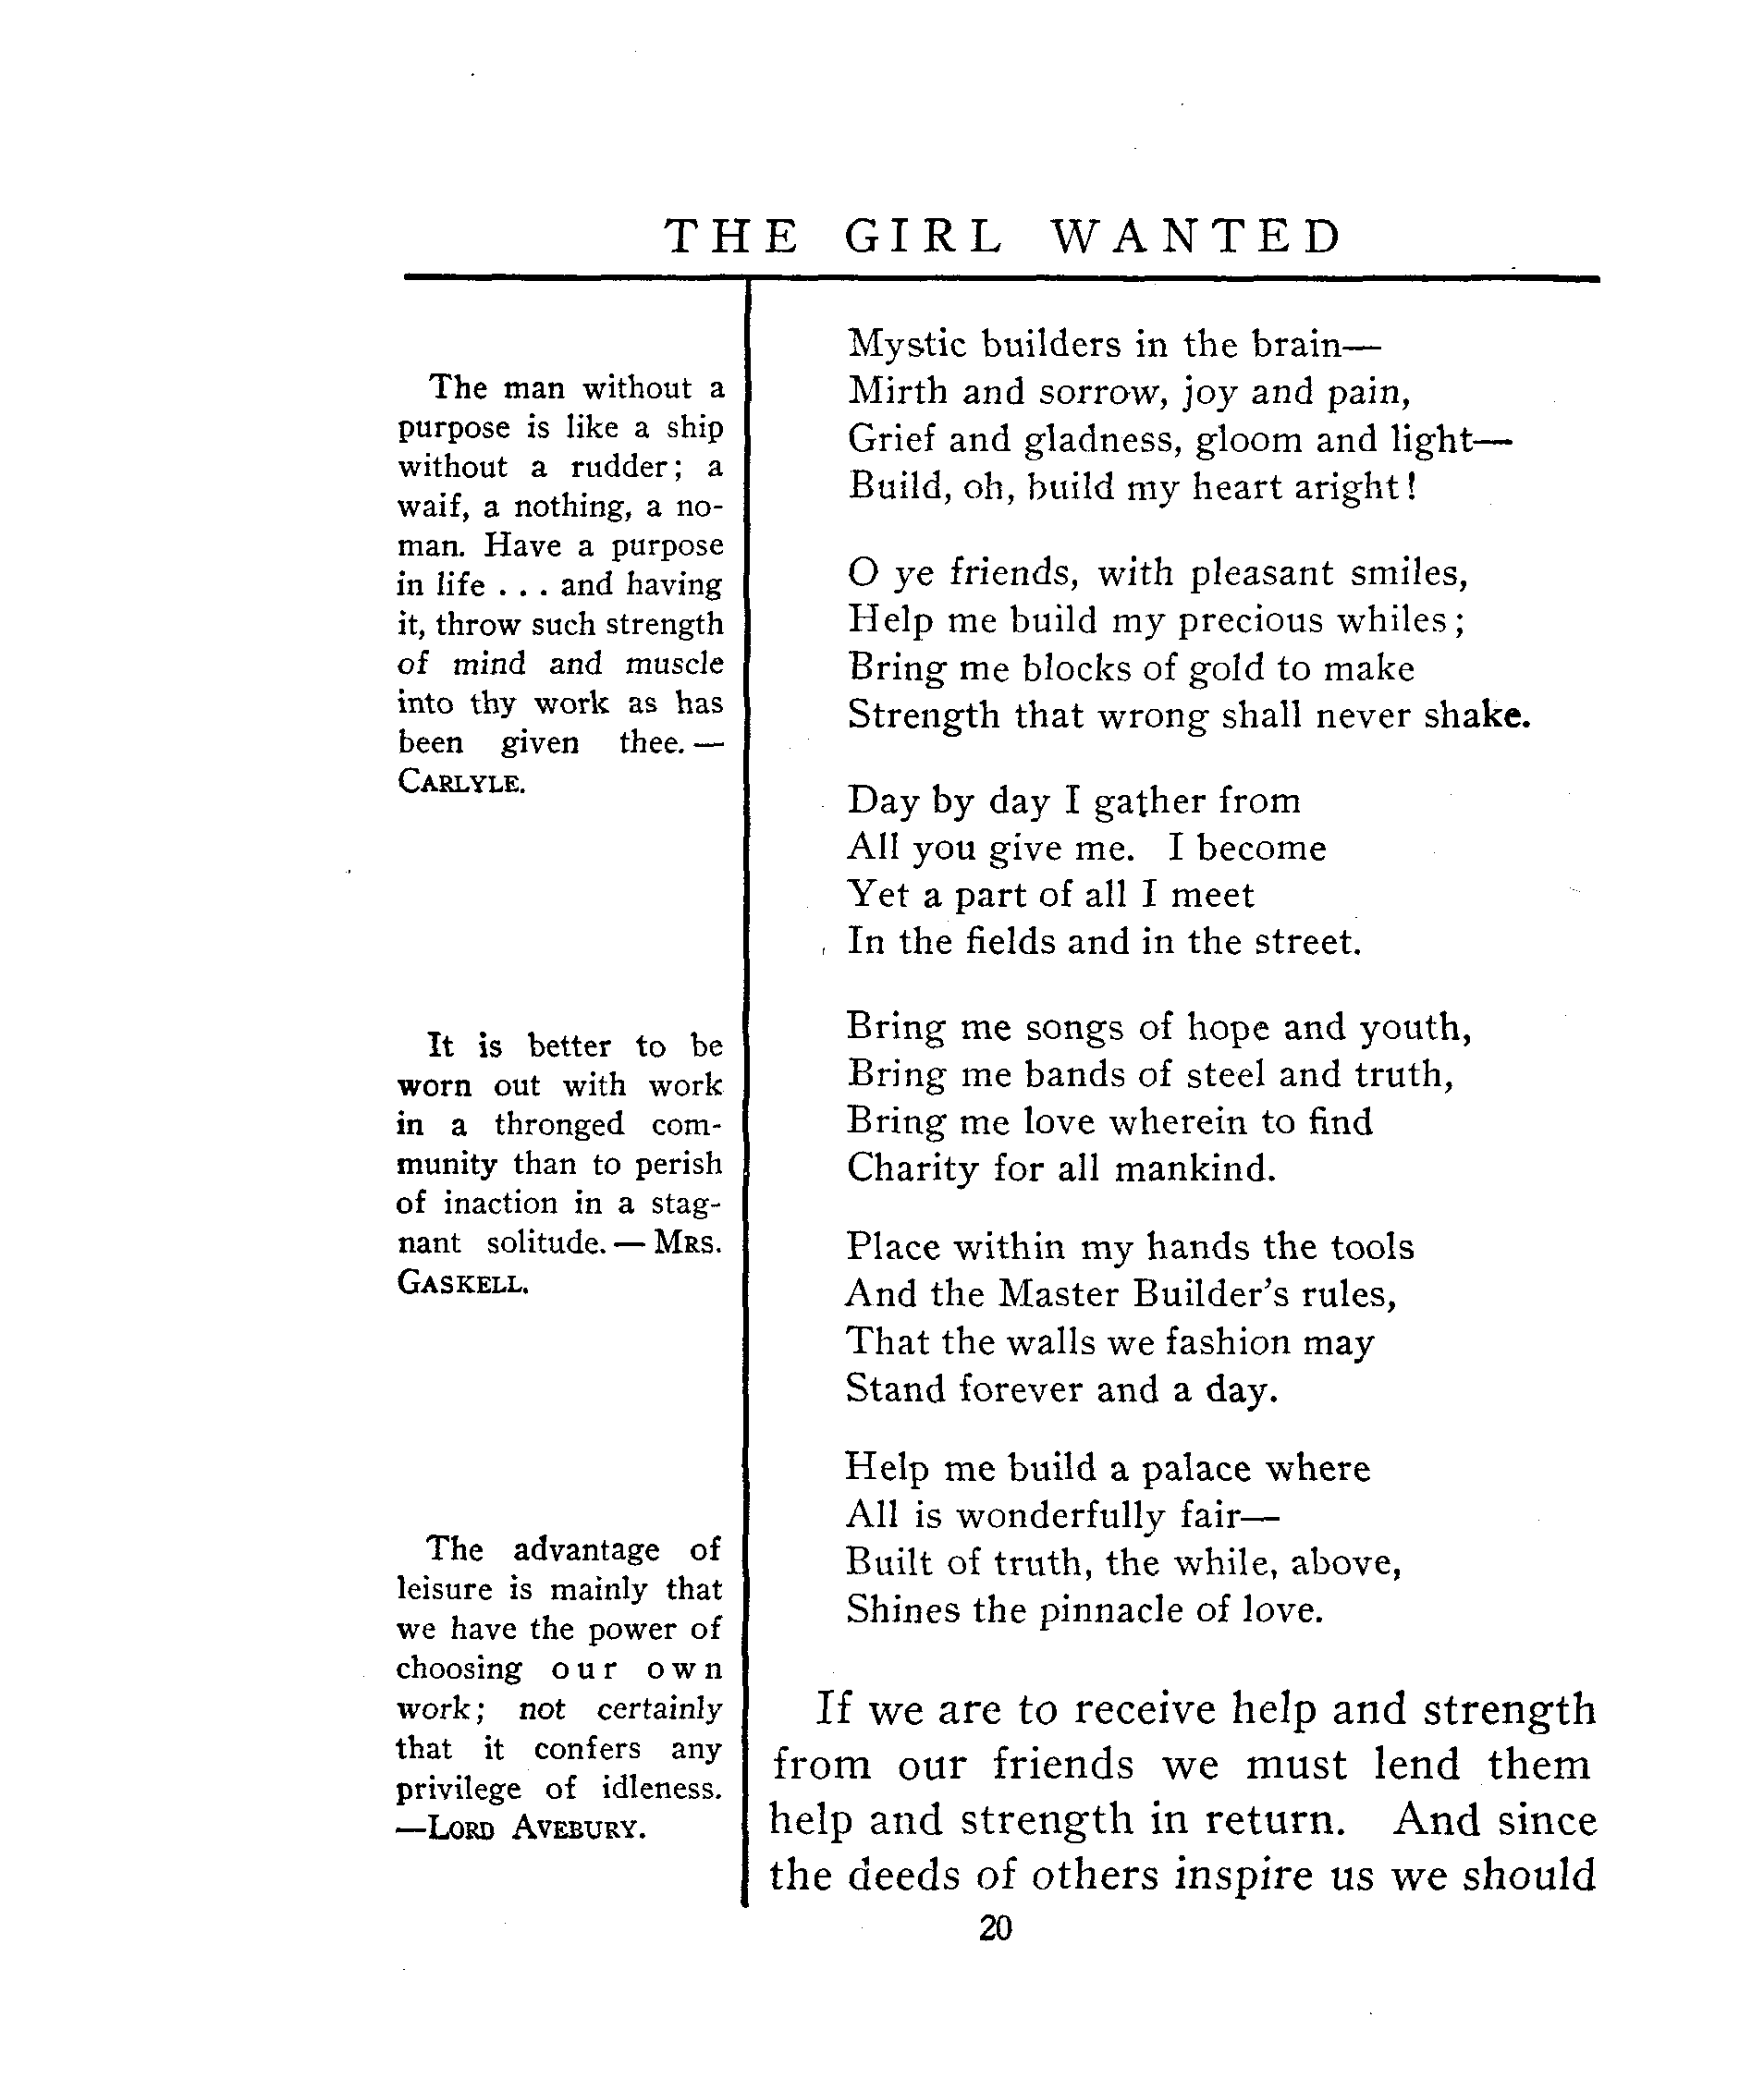 THE GIRL WANTED
The man without a
purpose is like a ship
without a rudder; a
waif, a nothing, a no-
man. Have a purpose
in life . . . and having
it, throw such strength
of mind and muscle
into thy work as has
been given thee. —
CARLYLE.
It is better to be
worn out with work
in a thronged com-
munity than to perish
of inaction in a stag-
nant solitude. — MRS.
GASKELL.
The advantage of
leisure is mainly that
we have the power of
choosing our own
work; not certainly
that it confers any
privilege of idleness.
—LORD AVEBURY.
Mystic builders in the brain—
Mirth and sorrow, joy and pain,
Grief and gladness, gloom and light—
Build, oh, build my heart aright!
O ye friends, with pleasant smiles,
Help me build my precious whiles;
Bring me blocks of gold to make
Strength that wrong shall never shake.
Day by day I gather from
All you give me. I become
Yet a part of all I meet
In the fields and in the street.
Bring me songs of hope and youth,
Bring me bands of steel and truth,
Bring me love wherein to find
Charity for all mankind.
Place within my hands the tools
And the Master Builder's rules,
That the walls we fashion may
Stand forever and a day.
Help me build a palace where
All is wonderfully fair—
Built of truth, the while, above,
Shines the pinnacle of love.
If we are to receive help and strength
from our friends we must lend them
help and strength in return. And since
the deeds of others inspire us we should
20